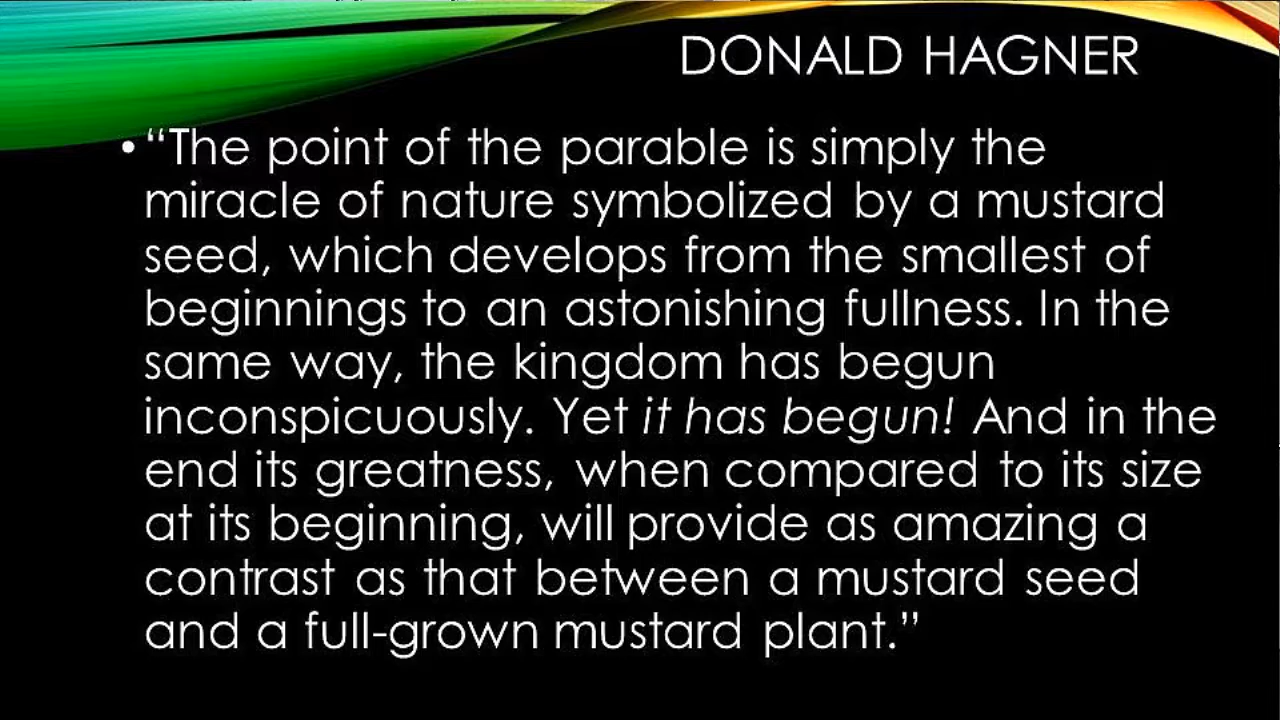 DONALD HAGNER
• “The point of the parable is simply the
miracle of nature symbolized by a mustard
seed, which develops from the smallest of
beginnings to an astonishing fullness. In the
same way, the kingdom has begun
inconspicuously. Yet it has begun! And in the
end its greatness, when compared to its size
at its beginning, will provide as amazing a
contrast as that between a mustard seed
and a full-grown mustard plant.”